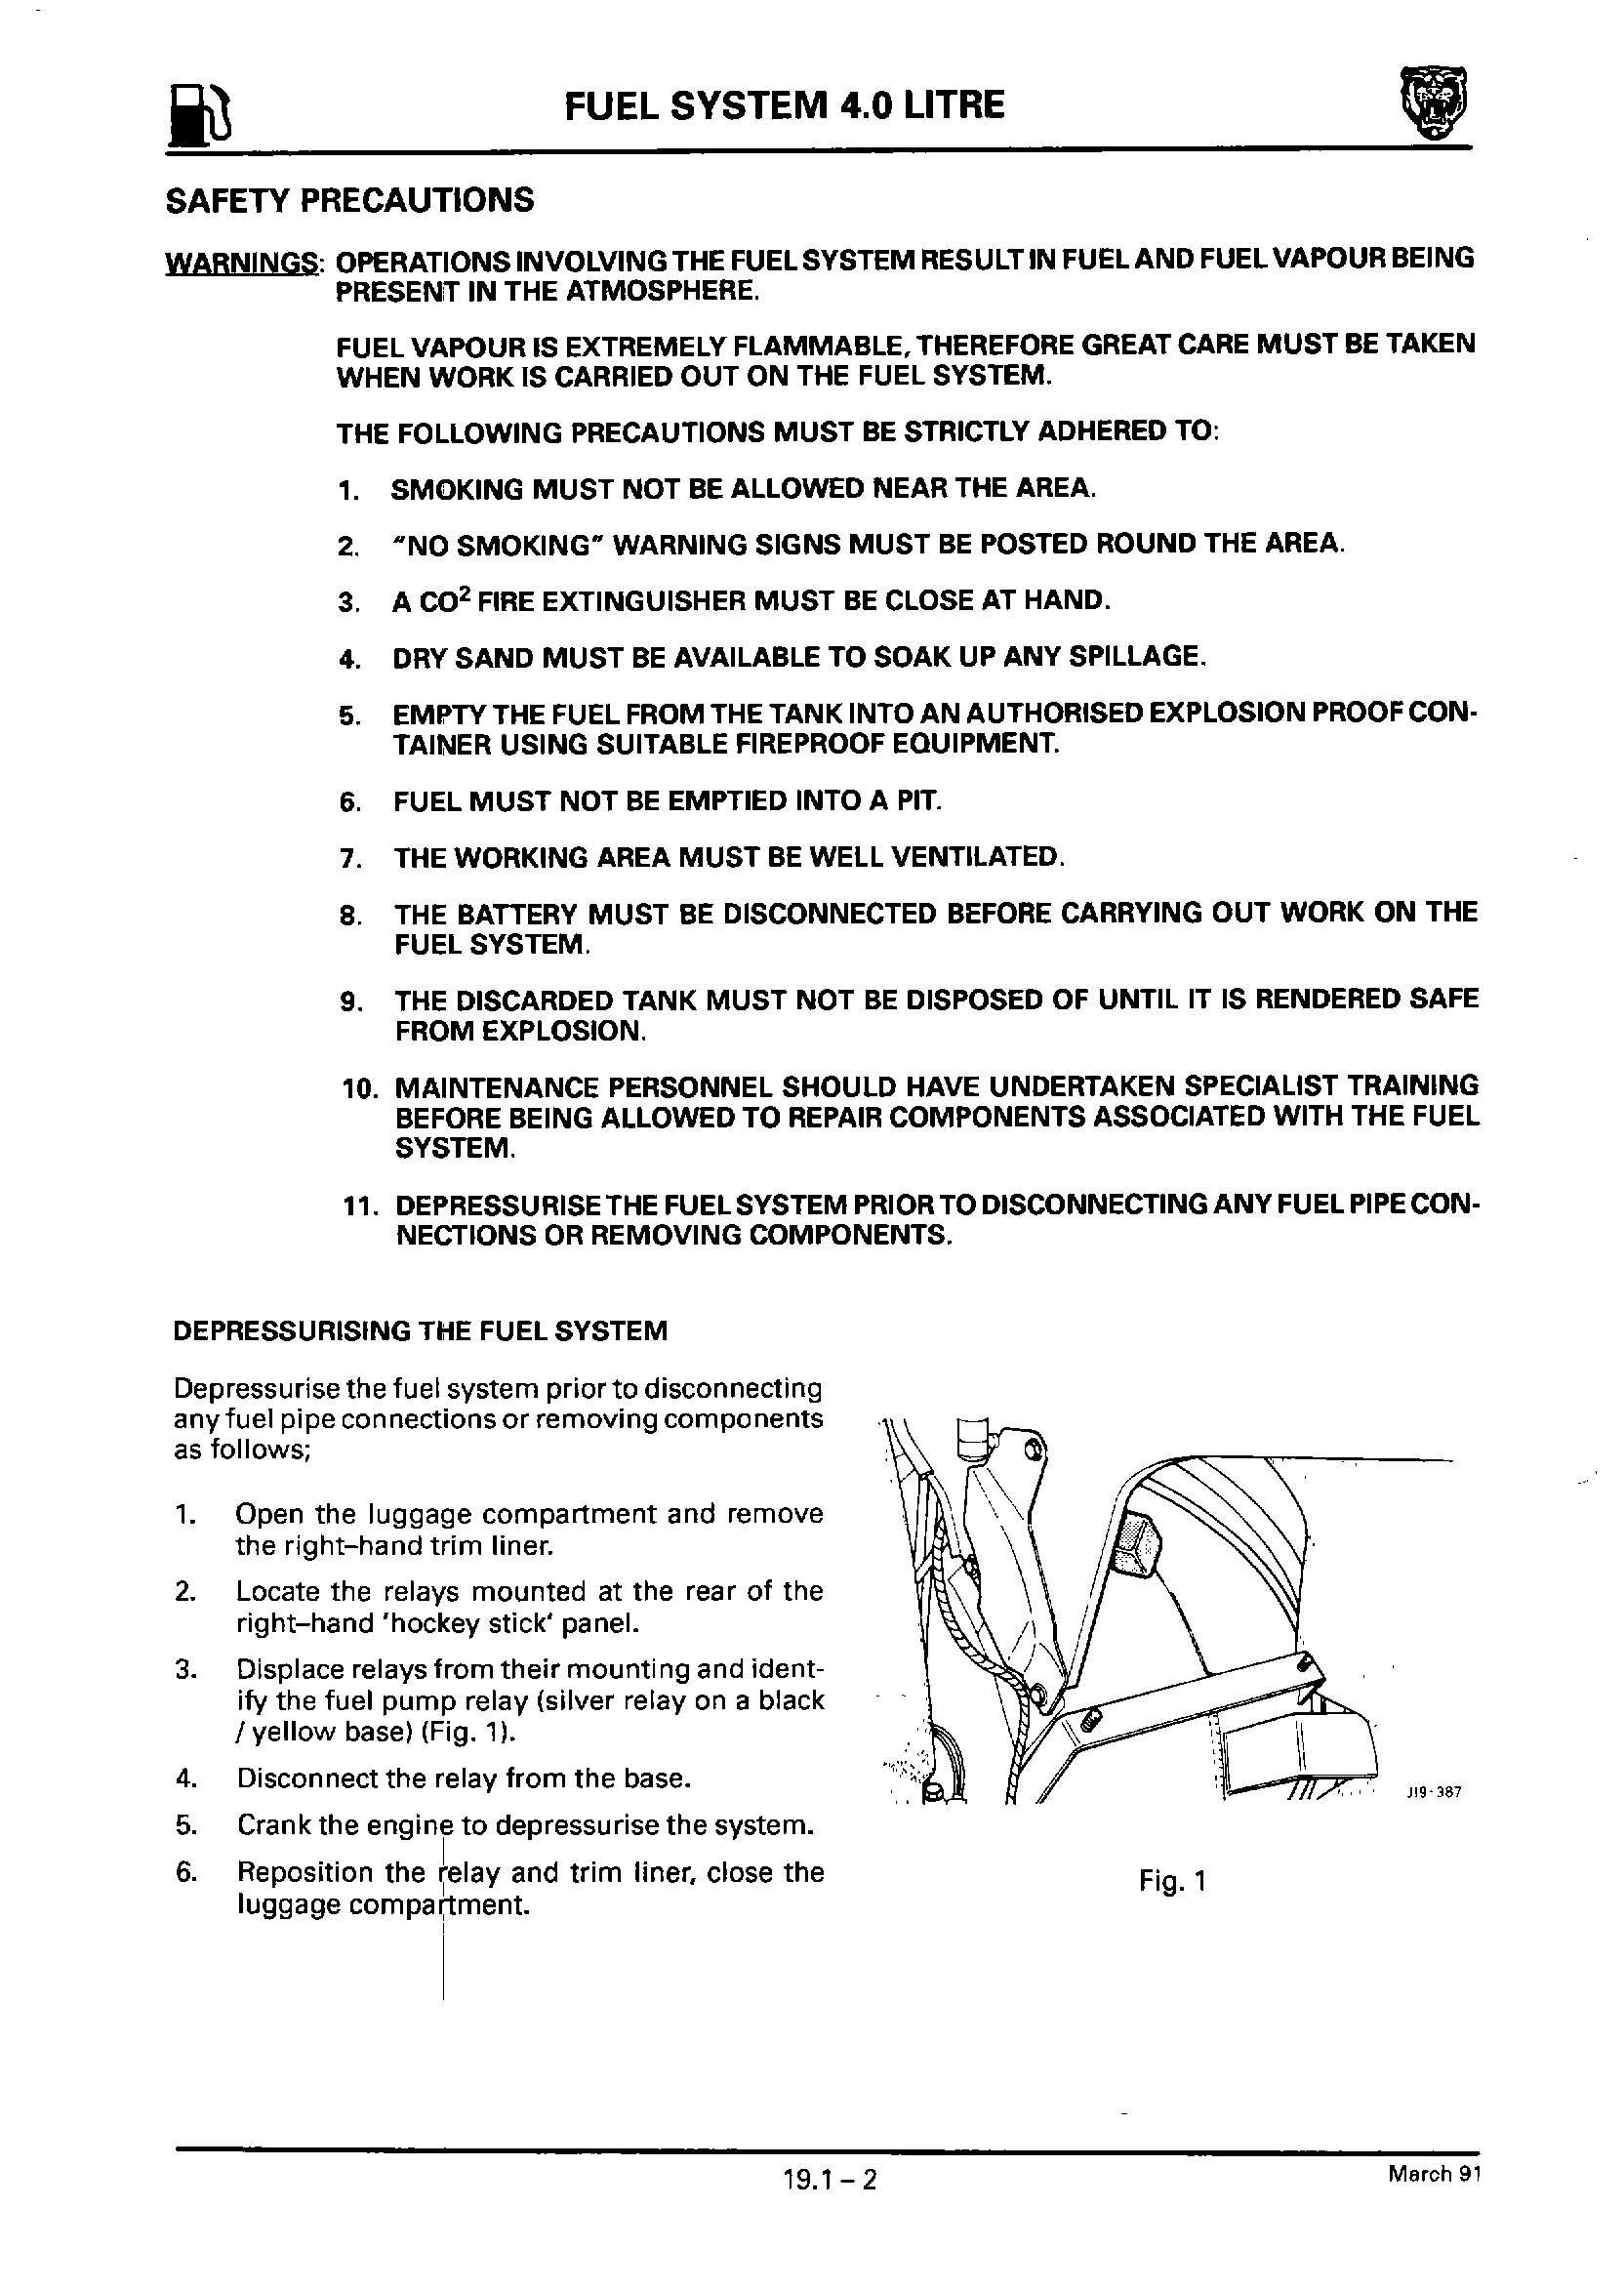 FUEL SYSTEM 4.0 LITRE
SAFETY PRECAUTIONS
WARNINGS: OPERATIONS INVOLVING THE FUEL SYSTEM RESULT IN FUEL AND FUEL VAPOUR BEING
PRESENT IN THE ATMOSPHERE.
FUEL VAPOUR IS EXTREMELY FLAMMABLE, THEREFORE GREAT CARE MUST BE TAKEN
WHEN WORK IS CARRIED OUT ON THE FUEL SYSTEM.
THE FOLLOWING PRECAUTIONS MUST BE STRICTLY ADHERED TO:
1. SMOKING MUST NOT BE ALLOWED NEAR THE AREA.
2. "NO SMOKING" WARNING SIGNS MUST BE POSTED ROUND THE AREA.
3. A CO² FIRE EXTINGUISHER MUST BE CLOSE AT HAND.
4. DRY SAND MUST BE AVAILABLE TO SOAK UP ANY SPILLAGE.
5. EMPTY THE FUEL FROM THE TANK INTO AN AUTHORISED EXPLOSION PROOF CON-
TAINER USING SUITABLE FIREPROOF EQUIPMENT.
6. FUEL MUST NOT BE EMPTIED INTO A PIT.
7. THE WORKING AREA MUST BE WELL VENTILATED.
8. THE BATTERY MUST BE DISCONNECTED BEFORE CARRYING OUT WORK ON THE
FUEL SYSTEM.
9. THE DISCARDED TANK MUST NOT BE DISPOSED OF UNTIL IT IS RENDERED SAFE
FROM EXPLOSION.
10. MAINTENANCE PERSONNEL SHOULD HAVE UNDERTAKEN SPECIALIST TRAINING
BEFORE BEING ALLOWED TO REPAIR COMPONENTS ASSOCIATED WITH THE FUEL
SYSTEM.
11. DEPRESSURISE THE FUEL SYSTEM PRIOR TO DISCONNECTING ANY FUEL PIPE CON-
NECTIONS OR REMOVING COMPONENTS.
DEPRESSURISING THE FUEL SYSTEM
Depressurise the fuel system prior to disconnecting
any fuel pipe connections or removing components
as follows;
1. Open the luggage compartment and remove
the right-hand trim liner.
2. Locate the relays mounted at the rear of the
right-hand 'hockey stick' panel.
3. Displace relays from their mounting and ident-
ify the fuel pump relay (silver relay on a black
/ yellow base) (Fig. 1).
4. Disconnect the relay from the base.
5. Crank the engine to depressurise the system.
6. Reposition the relay and trim liner, close the
luggage compartment.
J19-387
Fig. 1
19.1 – 2
March 91